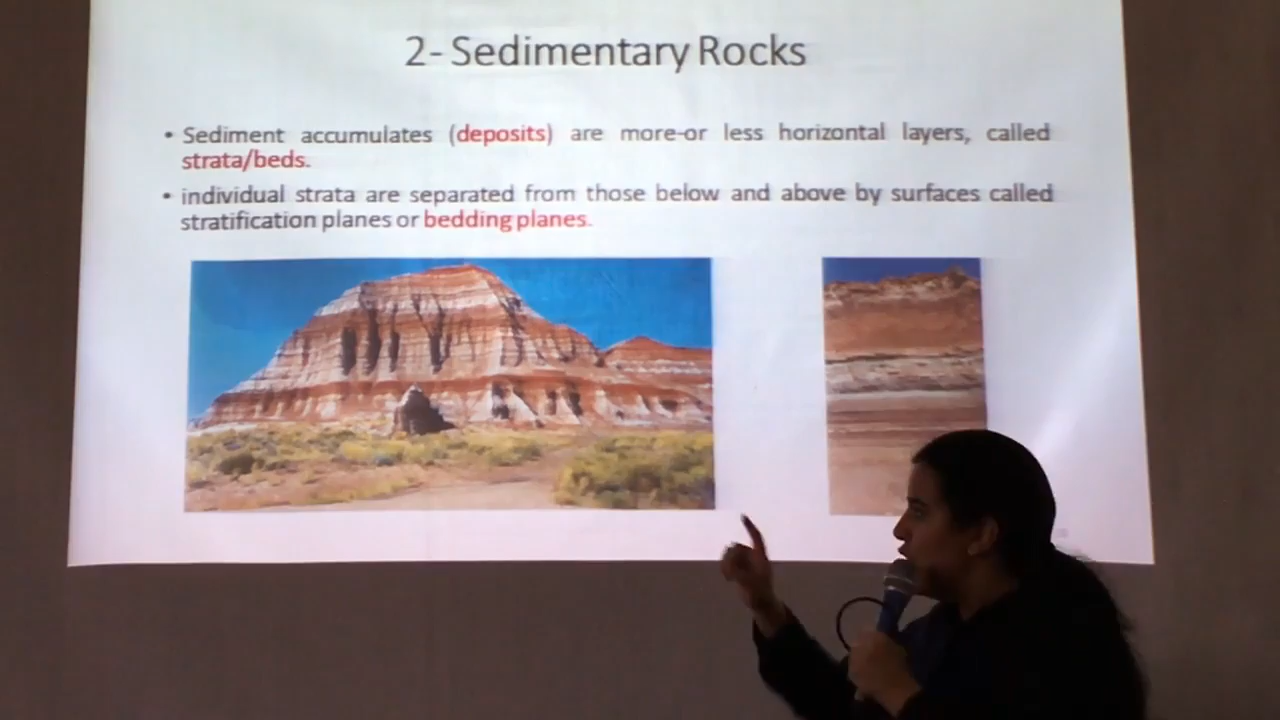 2- Sedimentary Rocks
• Sediment accumulates (deposits) are more-or less horizontal layers, called
strata/beds.
• individual strata are separated from those below and above by surfaces called
stratification planes or bedding planes.